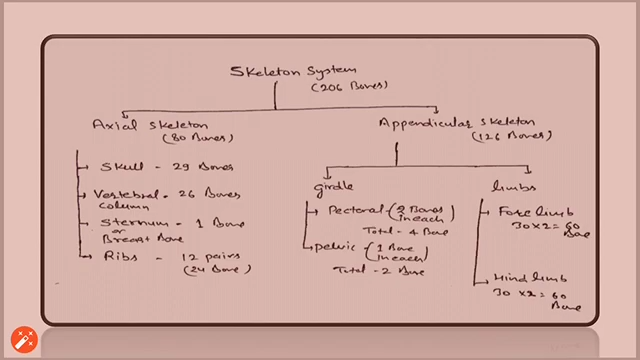 Skeleton System
(206 Bones)
Axial Skeleton
(80 Bones)
Skull - 29 Bones
Vertebral - 26 Bones
Column
Sternum - 1 Bone
or
Breast Bone
Ribs - 12 pairs
(24 Bone)
Appendicular Skeleton
(126 Bones)
girdle
Pectoral - (2 Bones
in each)
Total - 4 Bone
pelvic - (1 Bone
in each)
Total - 2 Bone
limbs
Fore limb
30 x 2 = 60
Bone
Hind limb
30 x 2 = 60
Bone